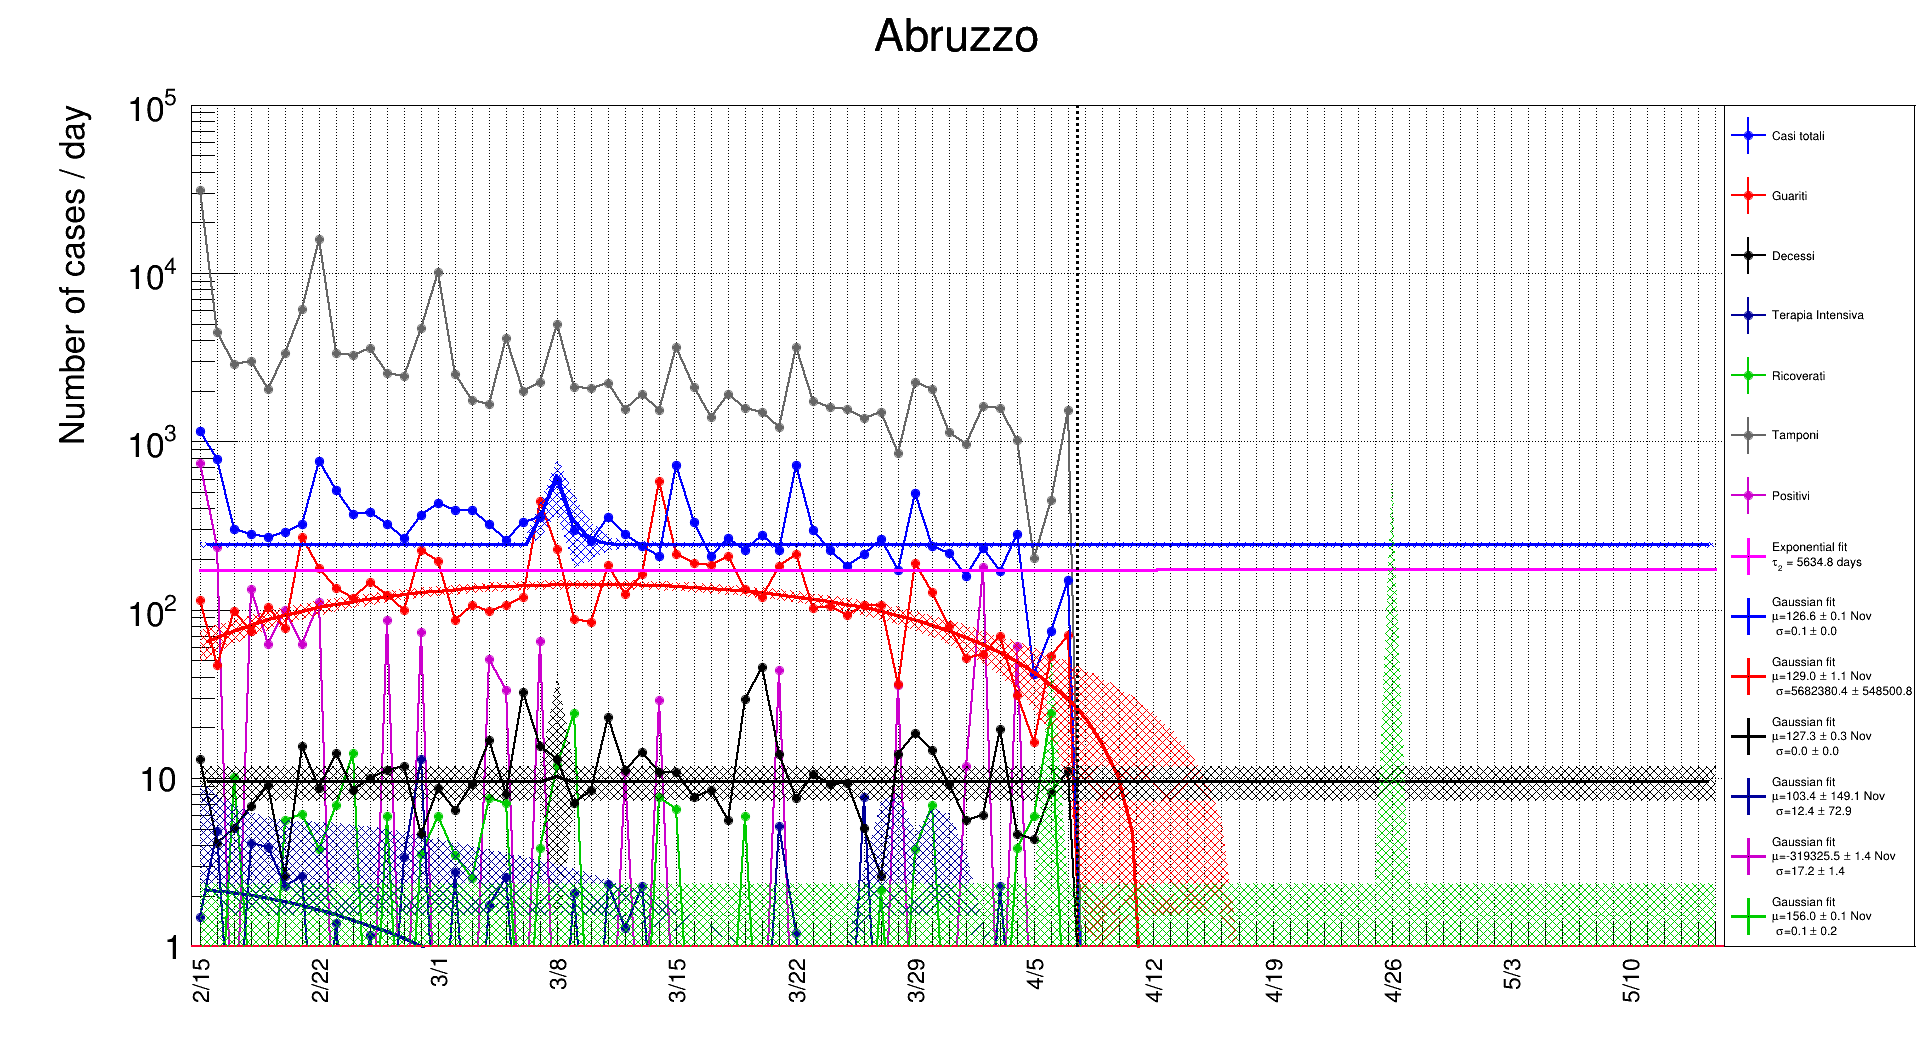 Abruzzo
Number of cases / day
10^5
10^4
10^3
10^2
10
1
2/15
2/22
3/1
3/8
3/15
3/22
3/29
4/5
4/12
4/19
4/26
5/3
5/10
Casi totali
Guariti
Decessi
Terapia Intensiva
Ricoverati
Tamponi
Positivi
Exponential fit
τ₂ = 5634.8 days
Gaussian fit
μ=126.6 ± 0.1 Nov
σ=0.1 ± 0.0
Gaussian fit
μ=129.0 ± 1.1 Nov
σ=5682380.4 ± 548500.8
Gaussian fit
μ=127.3 ± 0.3 Nov
σ=0.0 ± 0.0
Gaussian fit
μ=103.4 ± 149.1 Nov
σ=12.4 ± 72.9
Gaussian fit
μ=-319325.5 ± 1.4 Nov
σ=17.2 ± 1.4
Gaussian fit
μ=156.0 ± 0.1 Nov
σ=0.1 ± 0.2